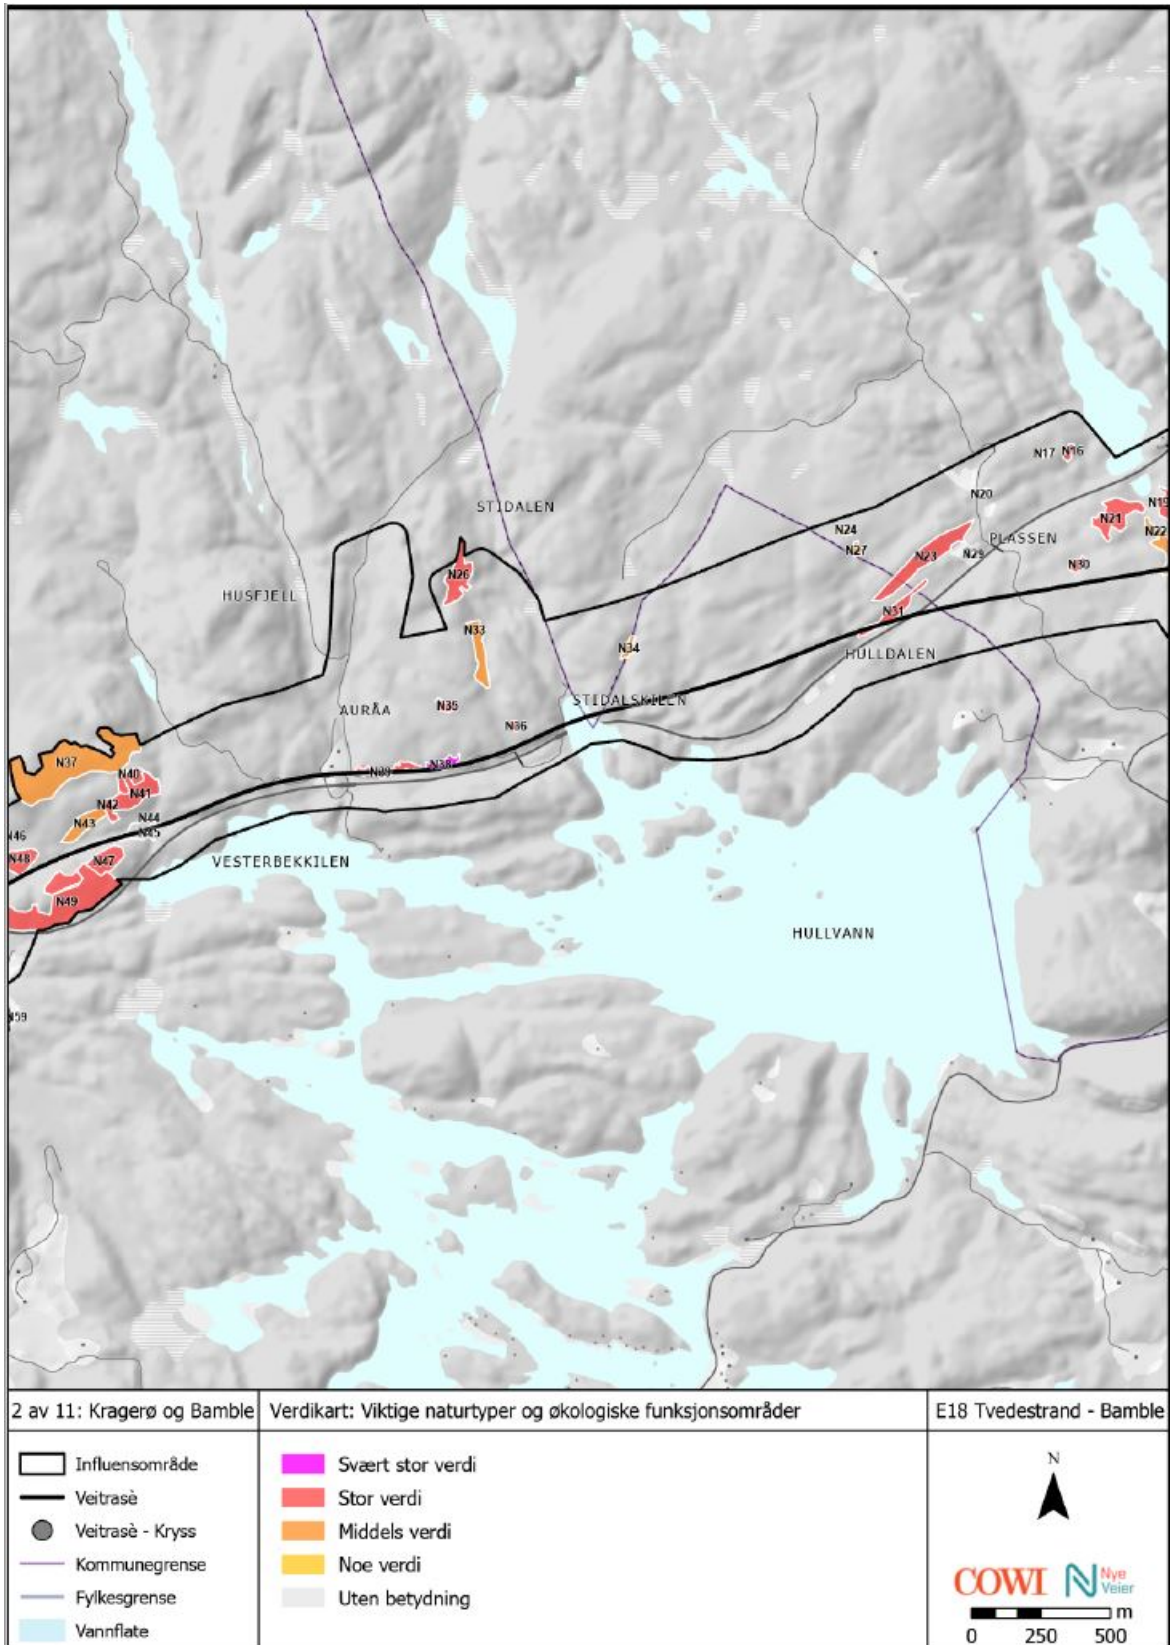 N17 N16
N20
N19
STIDALEN
N21
N24
N22
PLASSEN
N27
N29
N23
N30
N26
HUSFJELL
N31
N33
N34
HULLDALEN
STIDALSKILEN
N35
AURÅA
N36
N37
N38
N39
N40
N41
N42
N44
N43
N45
N46
N48
N47
VESTERBEKKILEN
N49
HULLVANN
N59
2 av 11: Kragerø og Bamble
Verdikart: Viktige naturtyper og økologiske funksjonsområder
E18 Tvedestrand - Bamble
Influensområde
Veitrasè
Veitrasè - Kryss
Kommunegrense
Fylkesgrense
Vannflate
Svært stor verdi
Stor verdi
Middels verdi
Noe verdi
Uten betydning
N
COWI
Nye
Veier
m
0 250 500